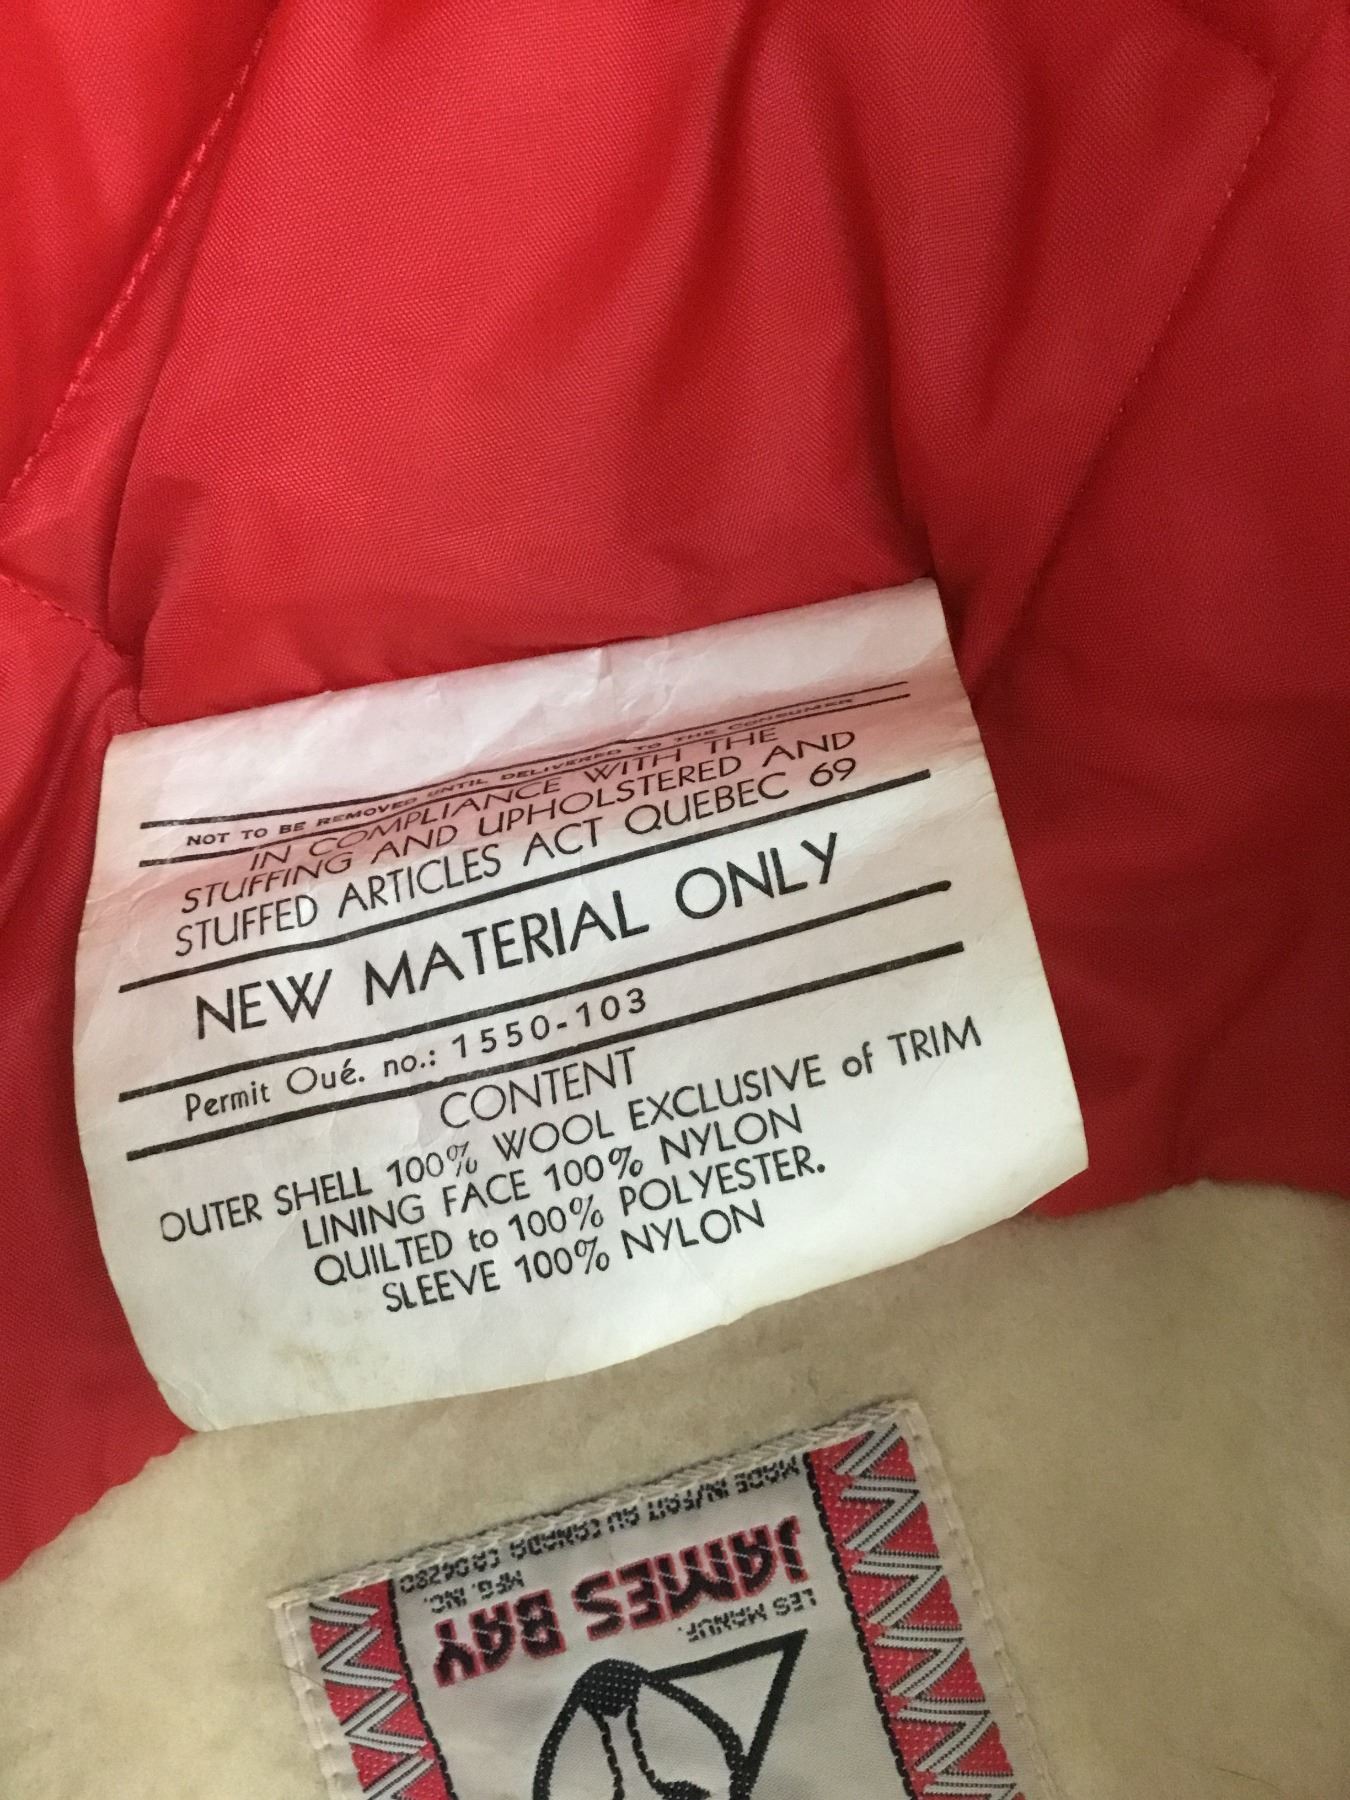 NOT TO BE REMOVED UNTIL DELIVERED TO THE CONSUMER
IN COMPLIANCE WITH THE
STUFFING AND UPHOLSTERED AND
STUFFED ARTICLES ACT QUEBEC 69
NEW MATERIAL ONLY
Permit Oué. no.: 1550-103
CONTENT
OUTER SHELL 100% WOOL EXCLUSIVE of TRIM
LINING FACE 100% NYLON
QUILTED to 100% POLYESTER.
SLEEVE 100% NYLON
LES MANUF.
JAMES BAY
MFG. INC.
MADE IN/FAIT AU CANADA CA04280